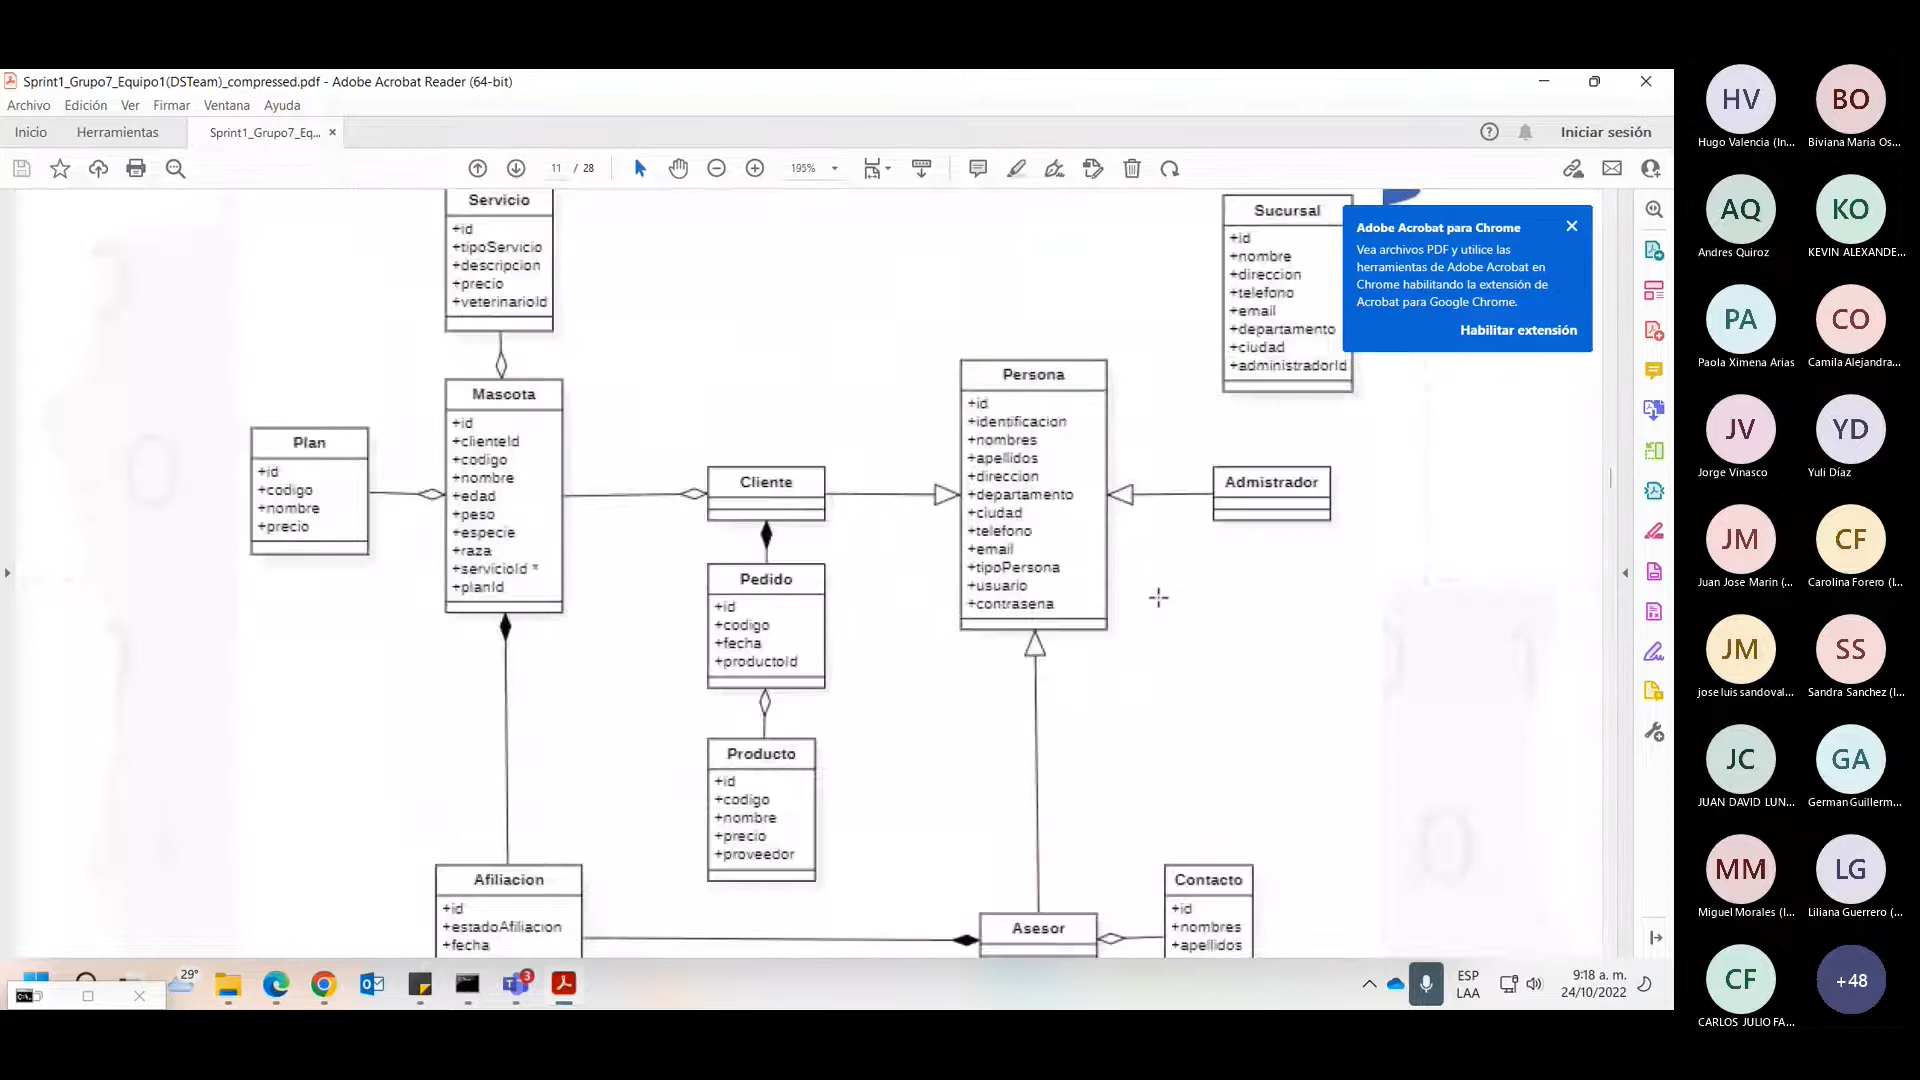 Sprint1_Grupo7_Equipo1(DSTeam)_compressed.pdf - Adobe Acrobat Reader (64-bit)
Archivo Edición Ver Firmar Ventana Ayuda
Inicio Herramientas Sprint1_Grupo7_Eq... × Iniciar sesión
11 / 28 195%
Servicio
+id
+tipoServicio
+descripcion
+precio
+veterinarioId
Sucursal
+id
+nombre
+direccion
+telefono
+email
+departamento
+ciudad
+administradorId
Adobe Acrobat para Chrome
Vea archivos PDF y utilice las
herramientas de Adobe Acrobat en
Chrome habilitando la extensión de
Acrobat para Google Chrome.
Habilitar extensión
Plan
+id
+codigo
+nombre
+precio
Mascota
+id
+clienteId
+codigo
+nombre
+edad
+peso
+especie
+raza
+servicioId *
+planId
Cliente
Persona
+id
+identificacion
+nombres
+apellidos
+direccion
+departamento
+ciudad
+telefono
+email
+tipoPersona
+usuario
+contrasena
Admistrador
Pedido
+id
+codigo
+fecha
+productoId
Producto
+id
+codigo
+nombre
+precio
+proveedor
Afiliacion
+id
+estadoAfiliacion
+fecha
Asesor
Contacto
+id
+nombres
+apellidos
29°
3
ESP
LAA
9:18 a. m.
24/10/2022
HV BO
Hugo Valencia (In... Biviana Maria Os...
AQ KO
Andres Quiroz KEVIN ALEXANDE...
PA CO
Paola Ximena Arias Camila Alejandra...
JV YD
Jorge Vinasco Yuli Díaz
JM CF
Juan Jose Marin (... Carolina Forero (I...
JM SS
jose luis sandoval... Sandra Sanchez (I...
JC GA
JUAN DAVID LUN... German Guillerm...
MM LG
Miguel Morales (I... Liliana Guerrero (...
CF +48
CARLOS JULIO FA...